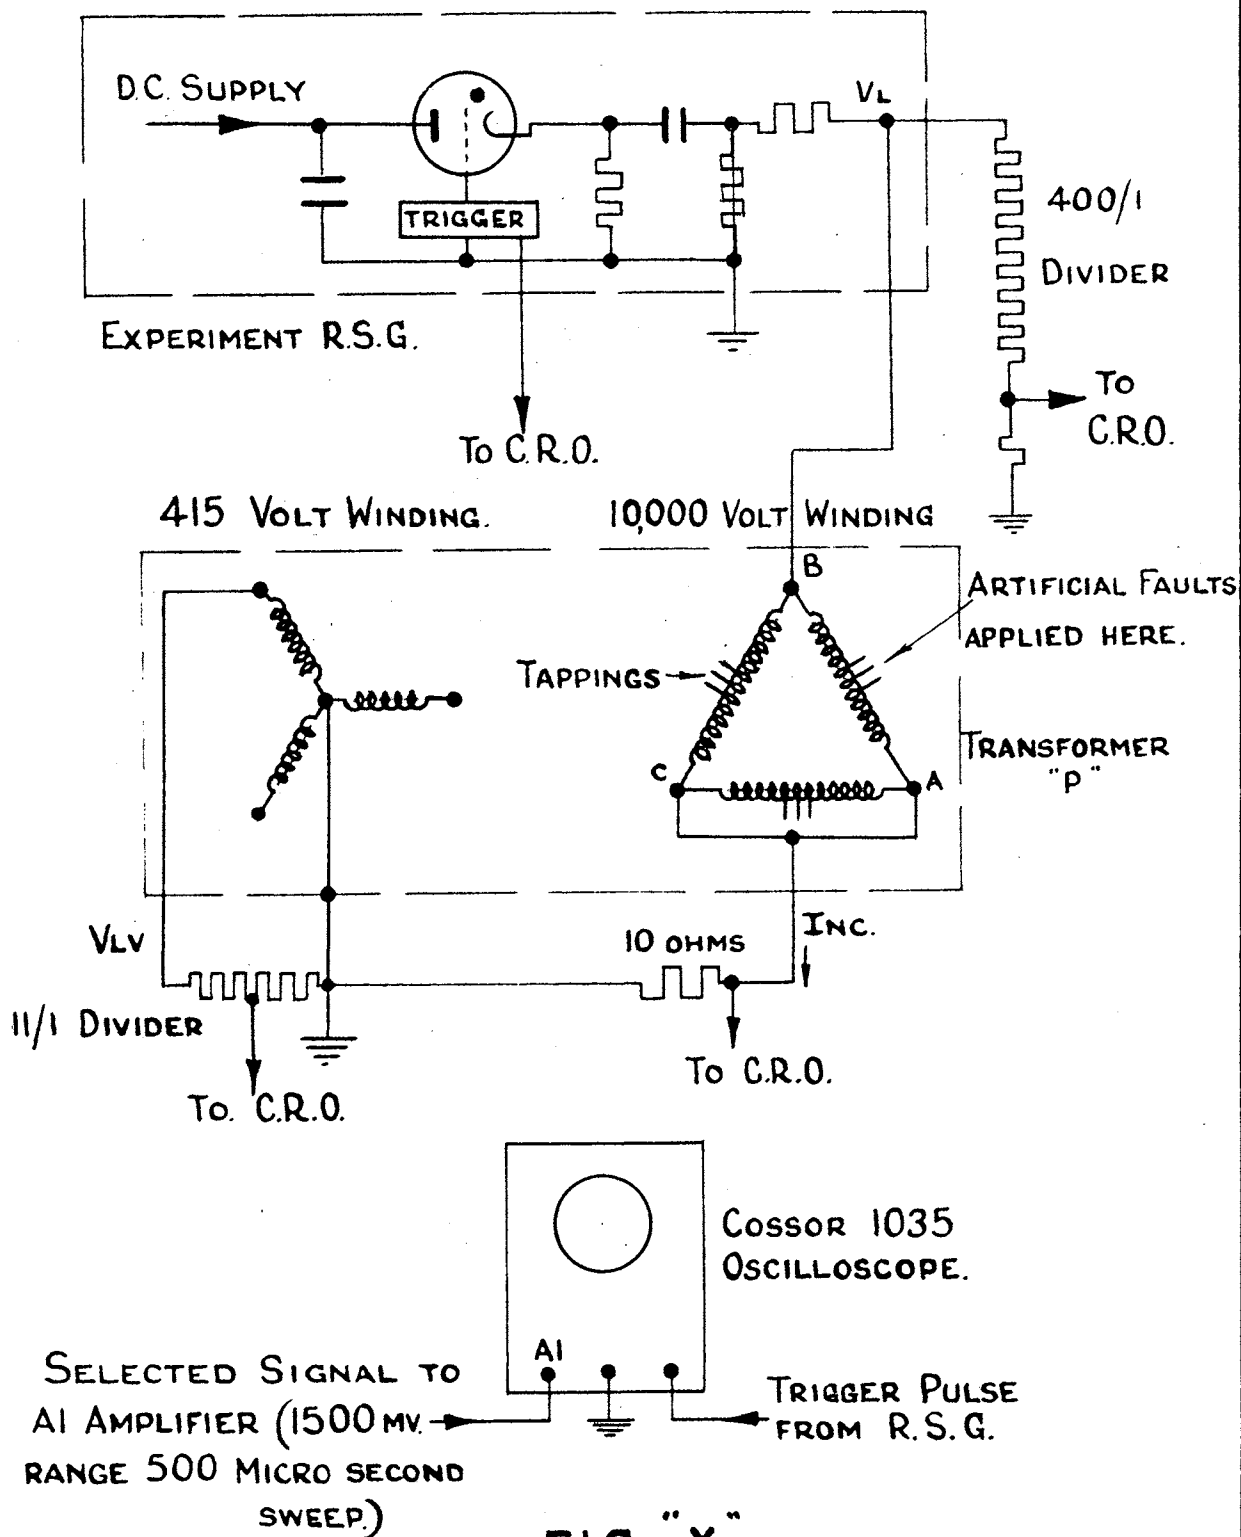 D.C. SUPPLY
VL
TRIGGER
400/1
DIVIDER
EXPERIMENT R.S.G.
TO
C.R.O.
TO C.R.O.
415 VOLT WINDING.
10,000 VOLT WINDING
B
ARTIFICIAL FAULTS
APPLIED HERE.
TAPPINGS
TRANSFORMER
"P"
C
A
VLV
10 OHMS
INC.
11/1 DIVIDER
TO C.R.O.
TO. C.R.O.
COSSOR 1035
OSCILLOSCOPE.
A1
SELECTED SIGNAL TO
A1 AMPLIFIER (1500 MV.
RANGE 500 MICRO SECOND
SWEEP.)
TRIGGER PULSE
FROM R.S.G.
FIG "X"